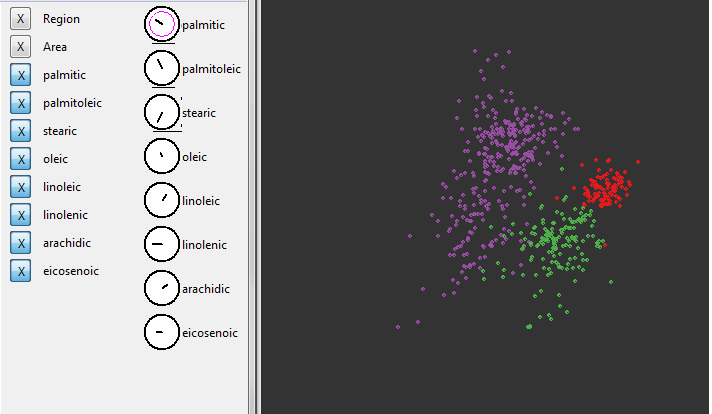 X Region
X Area
X palmitic
X palmitoleic
X stearic
X oleic
X linoleic
X linolenic
X arachidic
X eicosenoic
palmitic
palmitoleic
stearic
oleic
linoleic
linolenic
arachidic
eicosenoic